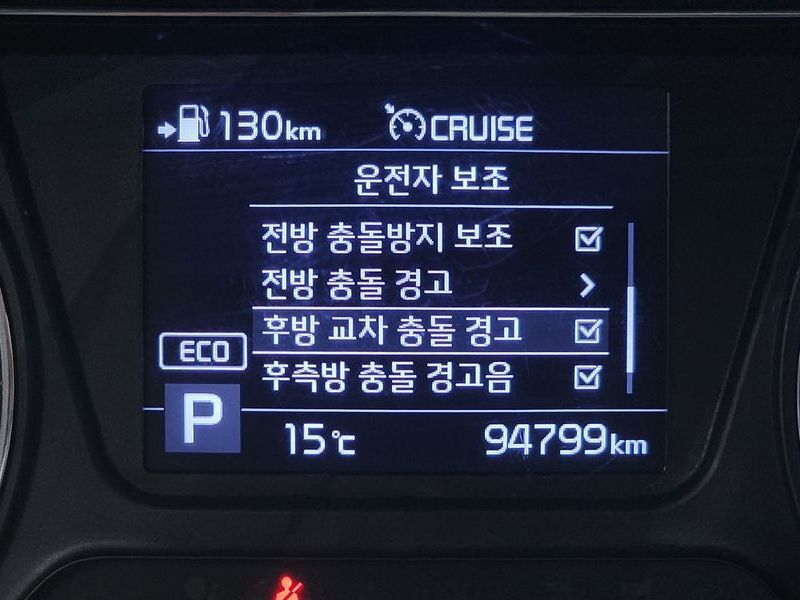 130km CRUISE
운전자 보조
전방 충돌방지 보조
전방 충돌 경고
후방 교차 충돌 경고
ECO
후측방 충돌 경고음
P
15℃ 94799km